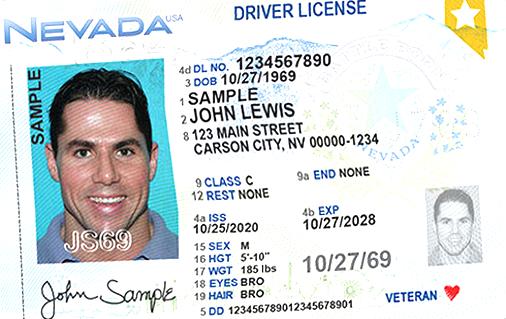 NEVADA USA
DRIVER LICENSE
SAMPLE
4d DL NO. 1234567890
3 DOB 10/27/1969
1 SAMPLE
2 JOHN LEWIS
8 123 MAIN STREET
CARSON CITY, NV 00000-1234
NEVADA
9 CLASS C
9a END NONE
12 REST NONE
4a ISS
10/25/2020
4b EXP
10/27/2028
JS69
15 SEX M
16 HGT 5'-10"
17 WGT 185 lbs
18 EYES BRO
19 HAIR BRO
10/27/69
John Sample
VETERAN
5 DD 123456789012345678901